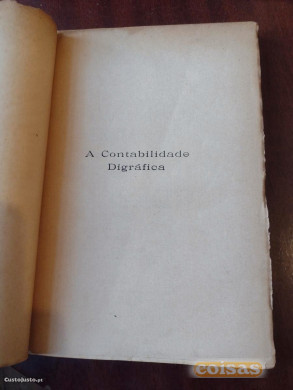 A Contabilidade
Digráfica
CustoJusto.pt
coisas